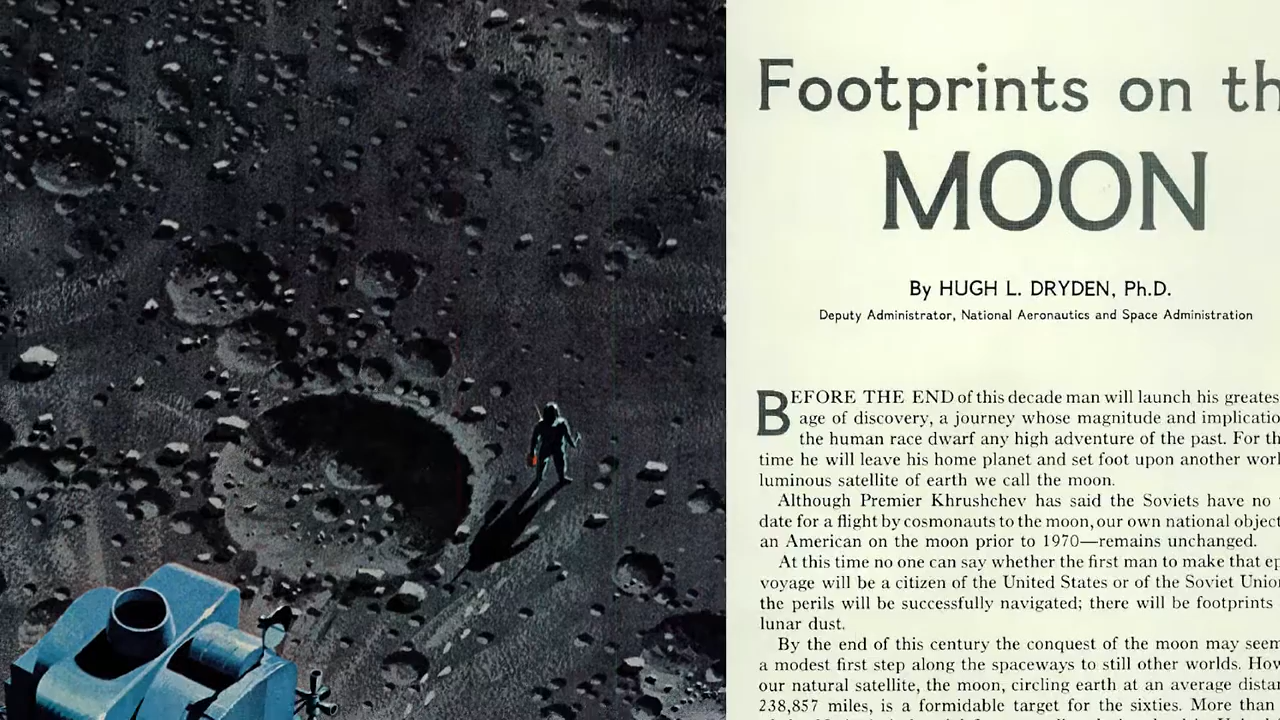 Footprints on th
MOON
By HUGH L. DRYDEN, Ph.D.
Deputy Administrator, National Aeronautics and Space Administration
BEFORE THE END of this decade man will launch his greates
age of discovery, a journey whose magnitude and implicatio
the human race dwarf any high adventure of the past. For th
time he will leave his home planet and set foot upon another worl
luminous satellite of earth we call the moon.
Although Premier Khrushchev has said the Soviets have no
date for a flight by cosmonauts to the moon, our own national objec
an American on the moon prior to 1970—remains unchanged.
At this time no one can say whether the first man to make that ep
voyage will be a citizen of the United States or of the Soviet Union
the perils will be successfully navigated; there will be footprints
lunar dust.
By the end of this century the conquest of the moon may seem
a modest first step along the spaceways to still other worlds. How
our natural satellite, the moon, circling earth at an average distan
238,857 miles, is a formidable target for the sixties. More than